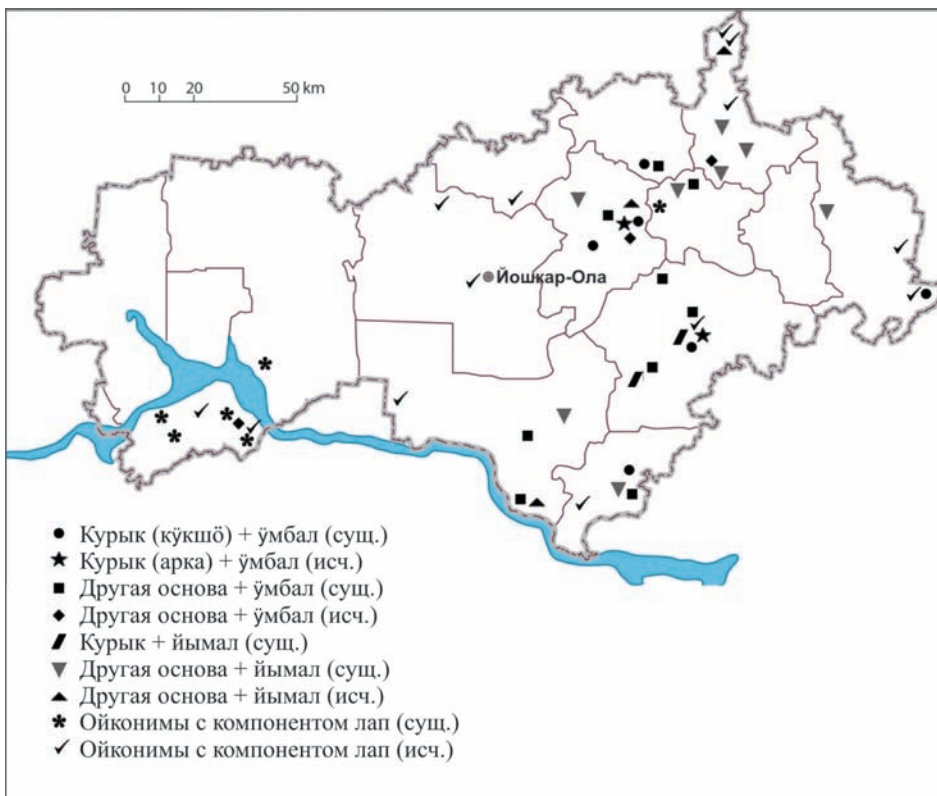 0 10 20 50 km
Йошкар-Ола
Курык (кӱкшӧ) + ӱмбал (сущ.)
Курык (арка) + ӱмбал (исч.)
Другая основа + ӱмбал (сущ.)
Другая основа + ӱмбал (исч.)
Курык + йымал (сущ.)
Другая основа + йымал (сущ.)
Другая основа + йымал (исч.)
Ойконимы с компонентом лап (сущ.)
Ойконимы с компонентом лап (исч.)